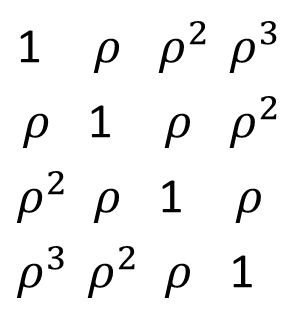 1 ρ ρ² ρ³
ρ 1 ρ ρ²
ρ² ρ 1 ρ
ρ³ ρ² ρ 1